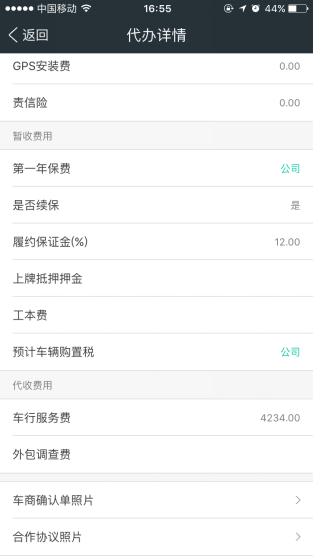 中国移动 16:55 44%
返回 代办详情
GPS安装费 0.00
责信险 0.00
暂收费用
第一年保费 公司
是否续保 是
履约保证金(%) 12.00
上牌抵押押金
工本费
预计车辆购置税 公司
代收费用
车行服务费 4234.00
外包调查费
车商确认单照片
合作协议照片